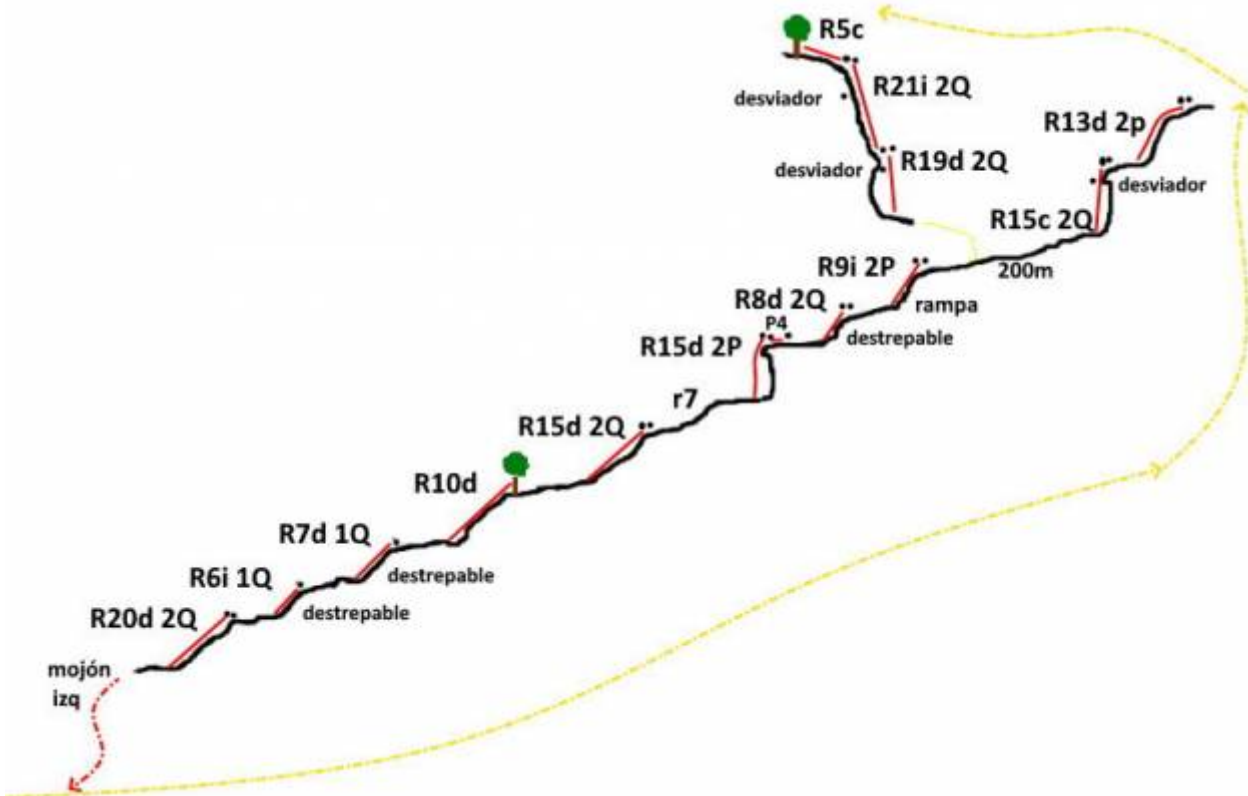 R5c
desviador
R21i 2Q
desviador
R19d 2Q
R13d 2p
desviador
R15c 2Q
200m
R9i 2P
rampa
R8d 2Q
P4
destrepable
R15d 2P
r7
R15d 2Q
R10d
R7d 1Q
destrepable
R6i 1Q
destrepable
R20d 2Q
mojón
izq